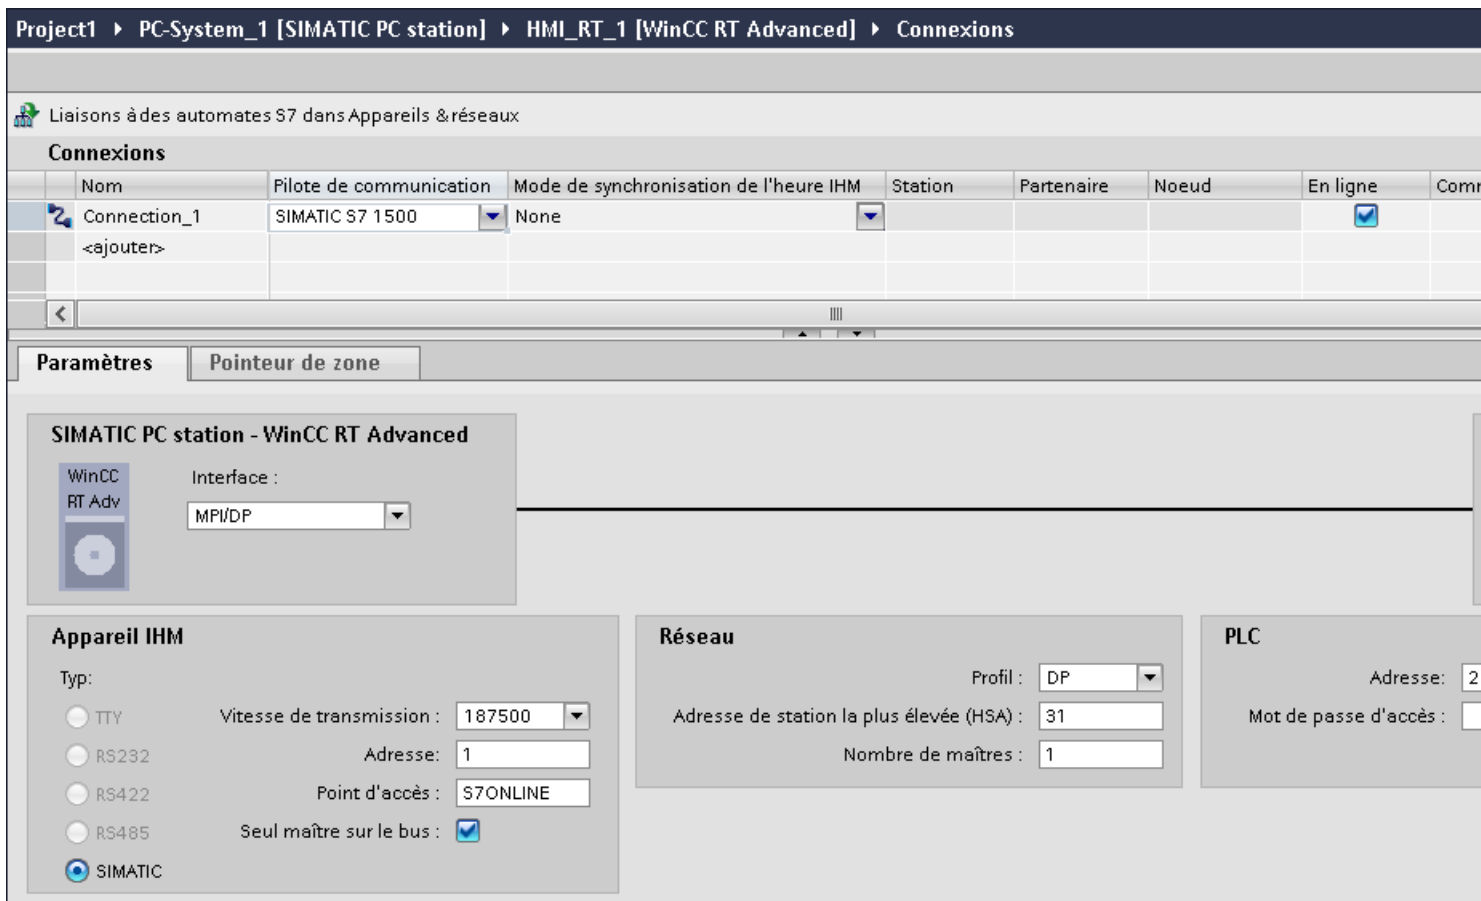 Project1 ▸ PC-System_1 [SIMATIC PC station] ▸ HMI_RT_1 [WinCC RT Advanced] ▸ Connexions
Liaisons à des automates S7 dans Appareils & réseaux
Connexions
Nom Pilote de communication Mode de synchronisation de l'heure IHM Station Partenaire Noeud En ligne Comm
Connection_1 SIMATIC S7 1500 None
<ajouter>
Paramètres Pointeur de zone
SIMATIC PC station - WinCC RT Advanced
WinCC
RT Adv
Interface :
MPI/DP
Appareil IHM
Typ:
TTY
RS232
RS422
RS485
SIMATIC
Vitesse de transmission : 187500
Adresse: 1
Point d'accès : S7ONLINE
Seul maître sur le bus :
Réseau
Profil : DP
Adresse de station la plus élevée (HSA) : 31
Nombre de maîtres : 1
PLC
Adresse: 2
Mot de passe d'accès :